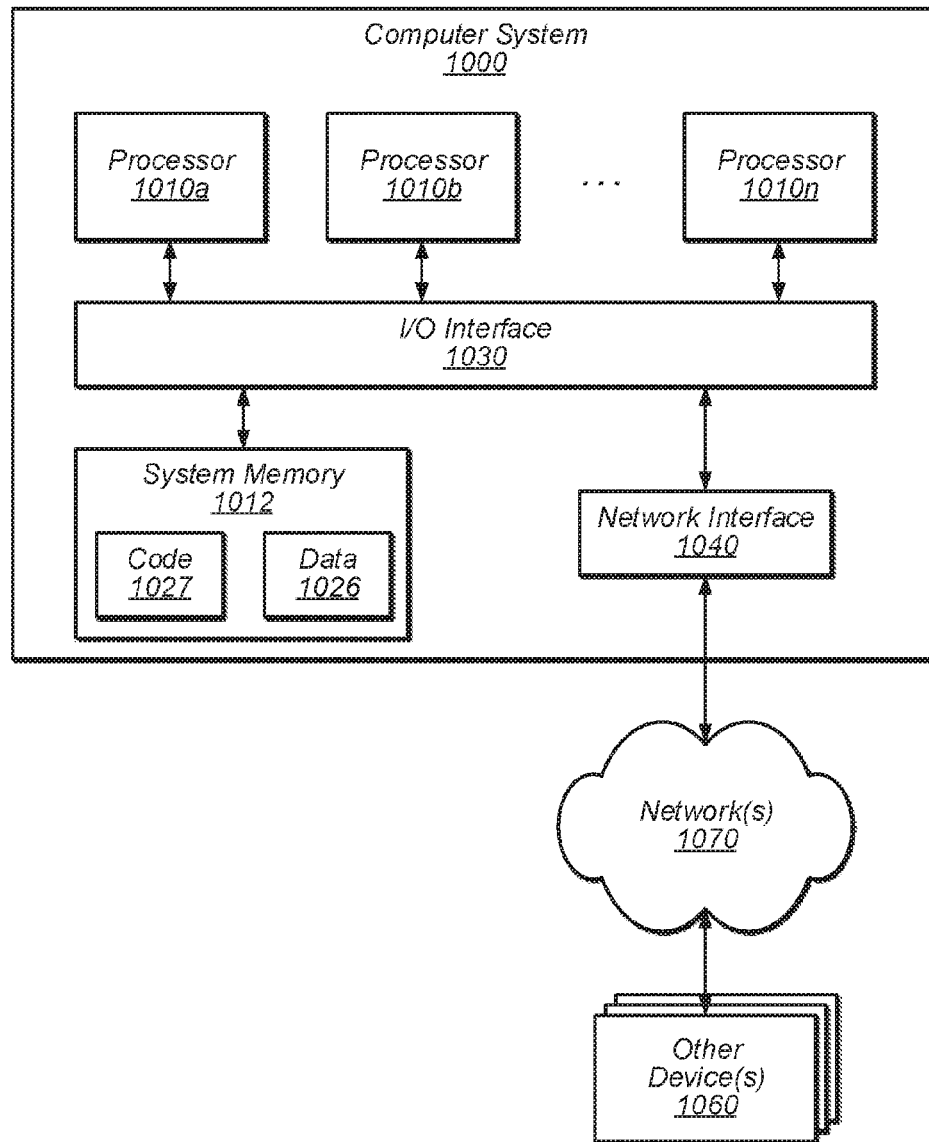 Computer System
1000
Processor
1010a
Processor
1010b
...
Processor
1010n
I/O Interface
1030
System Memory
1012
Code
1027
Data
1026
Network Interface
1040
Network(s)
1070
Other
Device(s)
1060